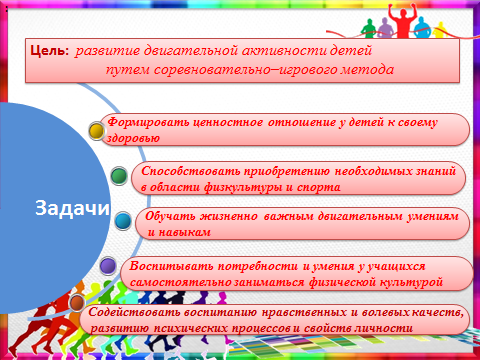 Цель: развитие двигательной активности детей
путем соревновательно–игрового метода
Формировать ценностное отношение у детей к своему
здоровью
Способствовать приобретению необходимых знаний
в области физкультуры и спорта
Задачи
Обучать жизненно важным двигательным умениям
и навыкам
Воспитывать потребности и умения у учащихся
самостоятельно заниматься физической культурой
Содействовать воспитанию нравственных и волевых качеств,
развитию психических процессов и свойств личности